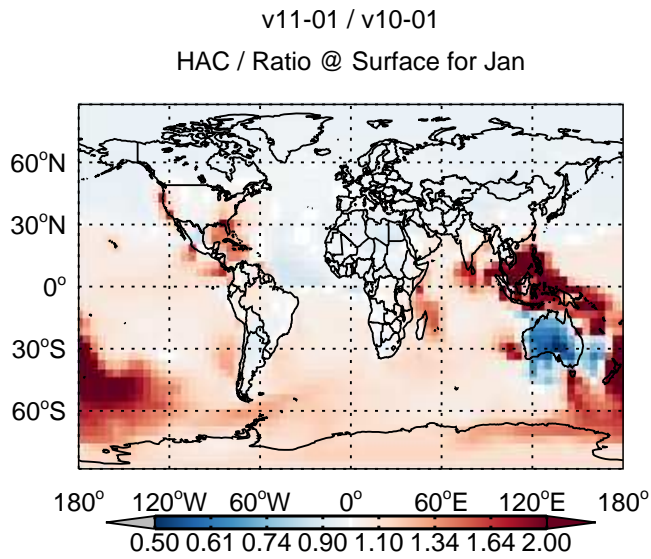 v11-01 / v10-01
HAC / Ratio @ Surface for Jan
60°N
30°N
0°
30°S
60°S
180° 120°W 60°W 0° 60°E 120°E 180°
0.50 0.61 0.74 0.90 1.10 1.34 1.64 2.00